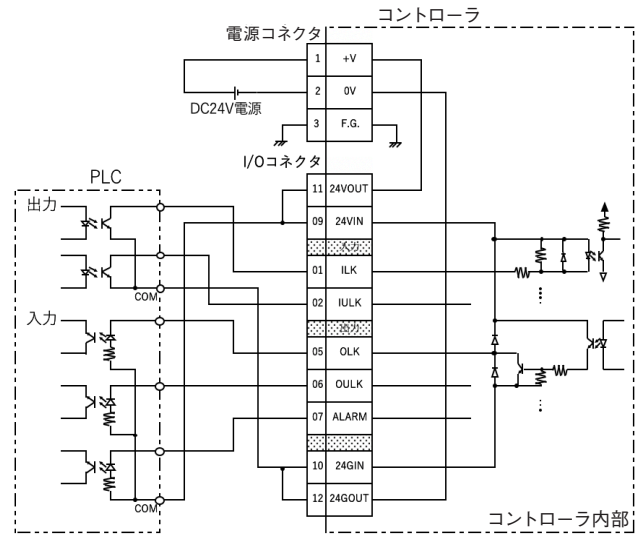 コントローラ
電源コネクタ
1 +V
2 0V
DC24V電源
3 F.G.
I/Oコネクタ
PLC
11 24VOUT
出力
09 24VIN
入力
01 ILK
COM
02 IULK
出力
入力
05 OLK
06 OULK
07 ALARM
10 24GIN
12 24GOUT
COM
コントローラ内部